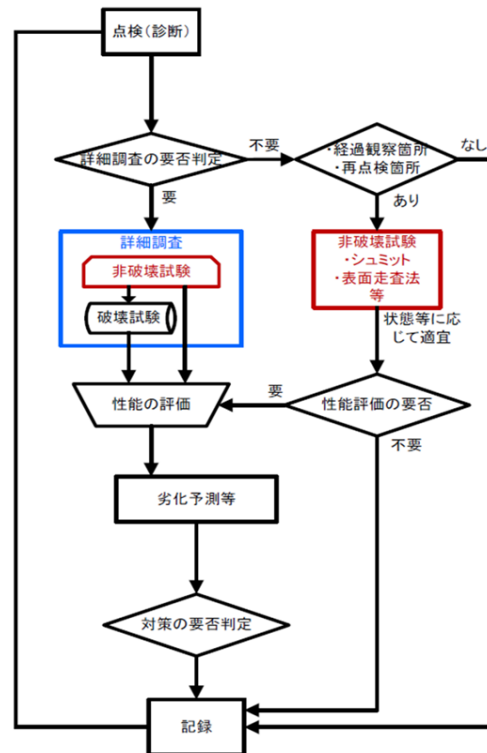 点検(診断)
詳細調査の要否判定
不要
・経過観察箇所
・再点検箇所
なし
要
あり
詳細調査
非破壊試験
破壊試験
非破壊試験
・シュミット
・表面走査法
等
状態等に応
じて適宜
性能の評価
要
性能評価の要否
不要
劣化予測等
対策の要否判定
記録